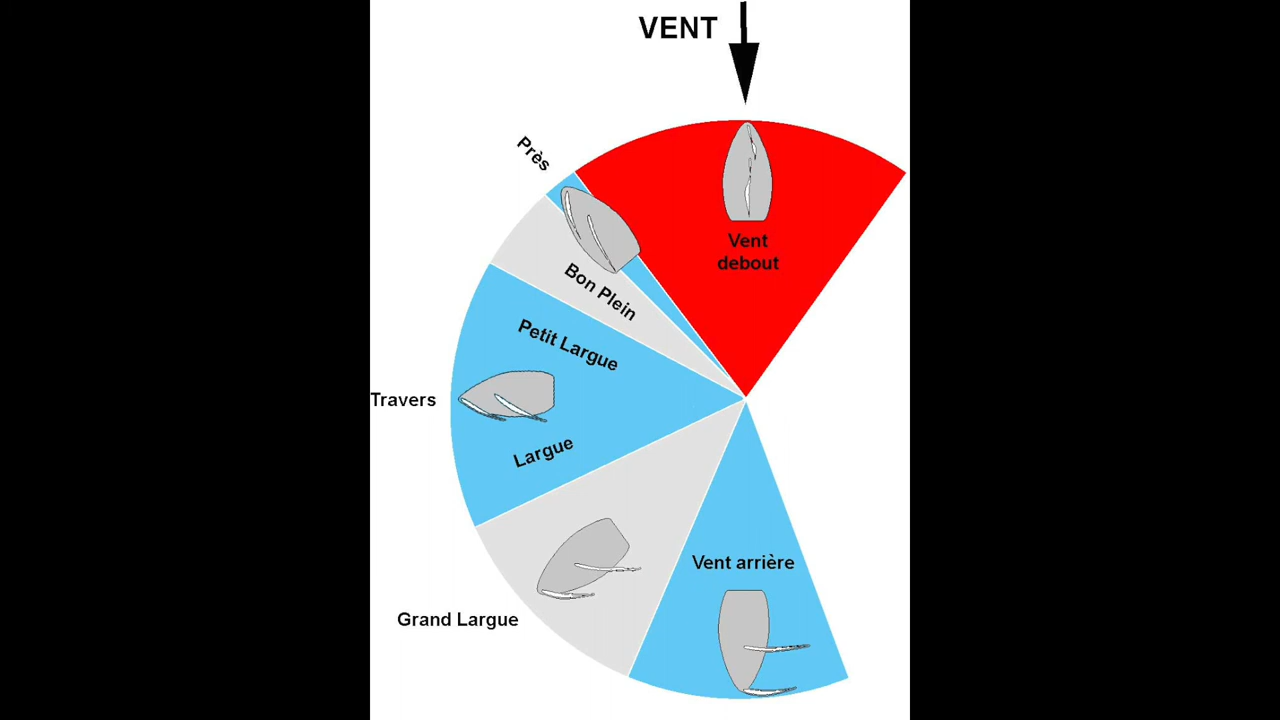 VENT
Près
Vent
debout
Bon Plein
Petit Largue
Travers
Largue
Vent arrière
Grand Largue